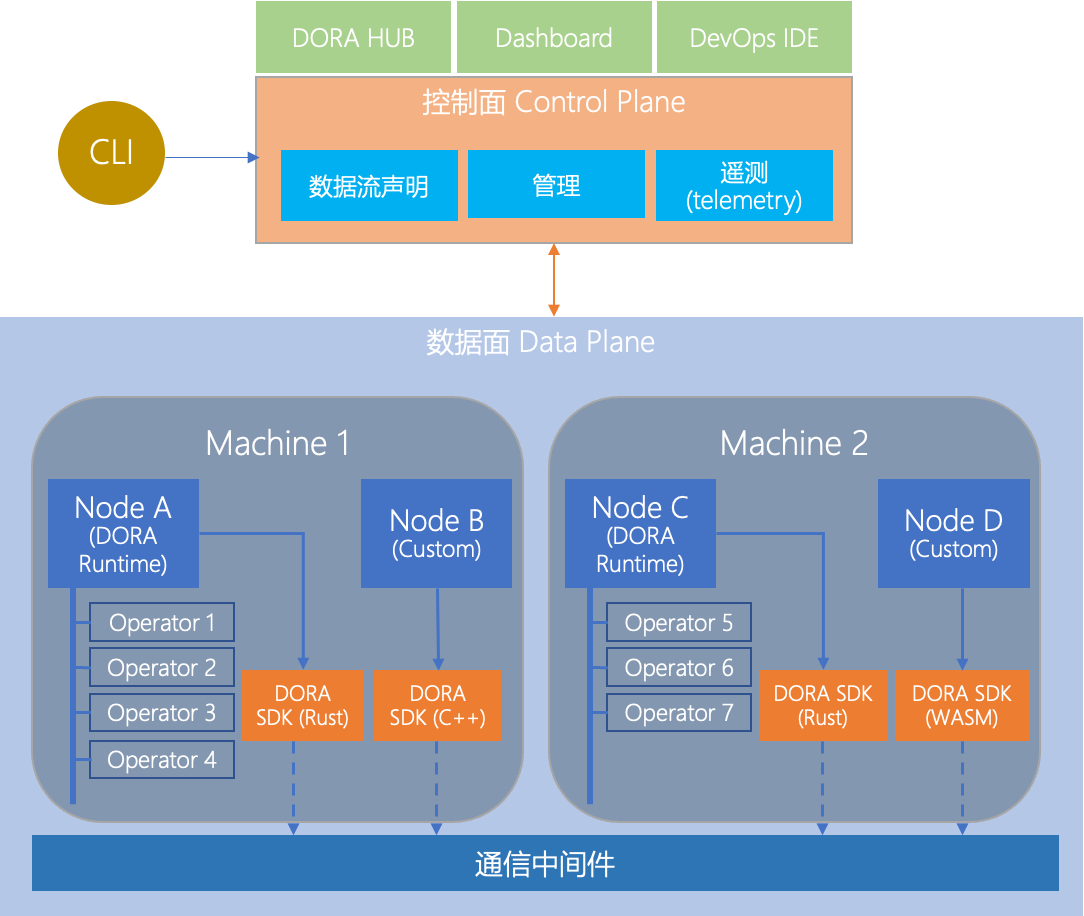 DORA HUB
Dashboard
DevOps IDE
控制面 Control Plane
CLI
数据流声明
管理
遥测
(telemetry)
数据面 Data Plane
Machine 1
Node A
(DORA
Runtime)
Node B
(Custom)
Operator 1
Operator 2
Operator 3
Operator 4
DORA
SDK (Rust)
DORA
SDK (C++)
Machine 2
Node C
(DORA
Runtime)
Node D
(Custom)
Operator 5
Operator 6
Operator 7
DORA SDK
(Rust)
DORA SDK
(WASM)
通信中间件